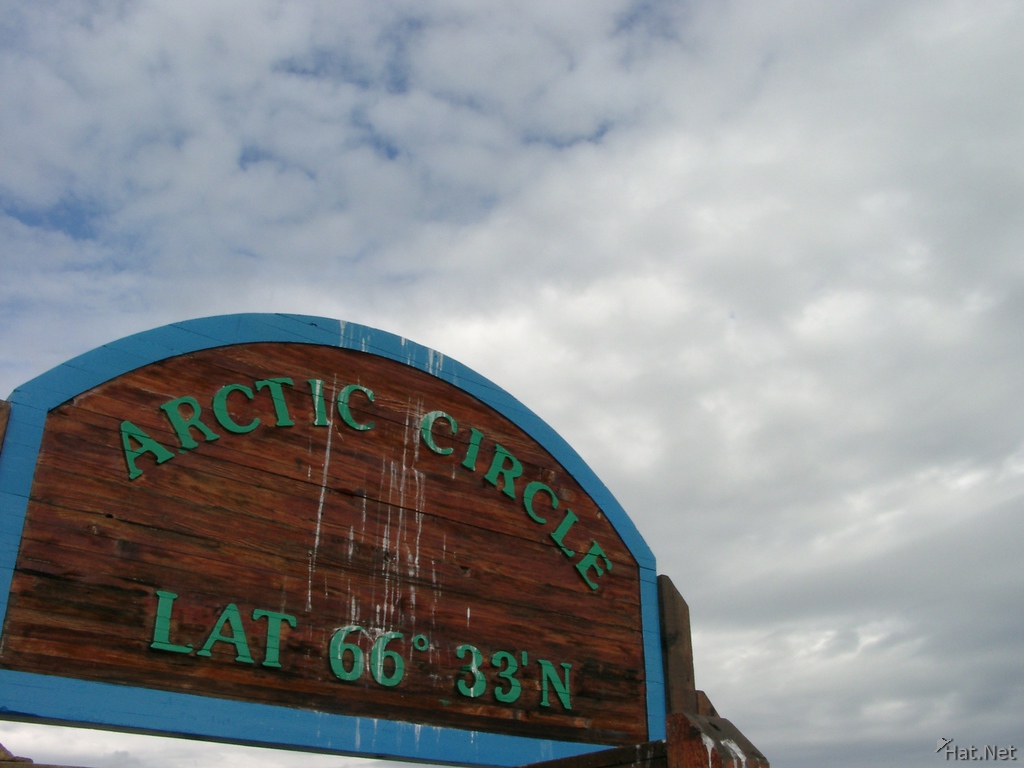 ARCTIC CIRCLE
LAT 66° 33'N
Hat.Net